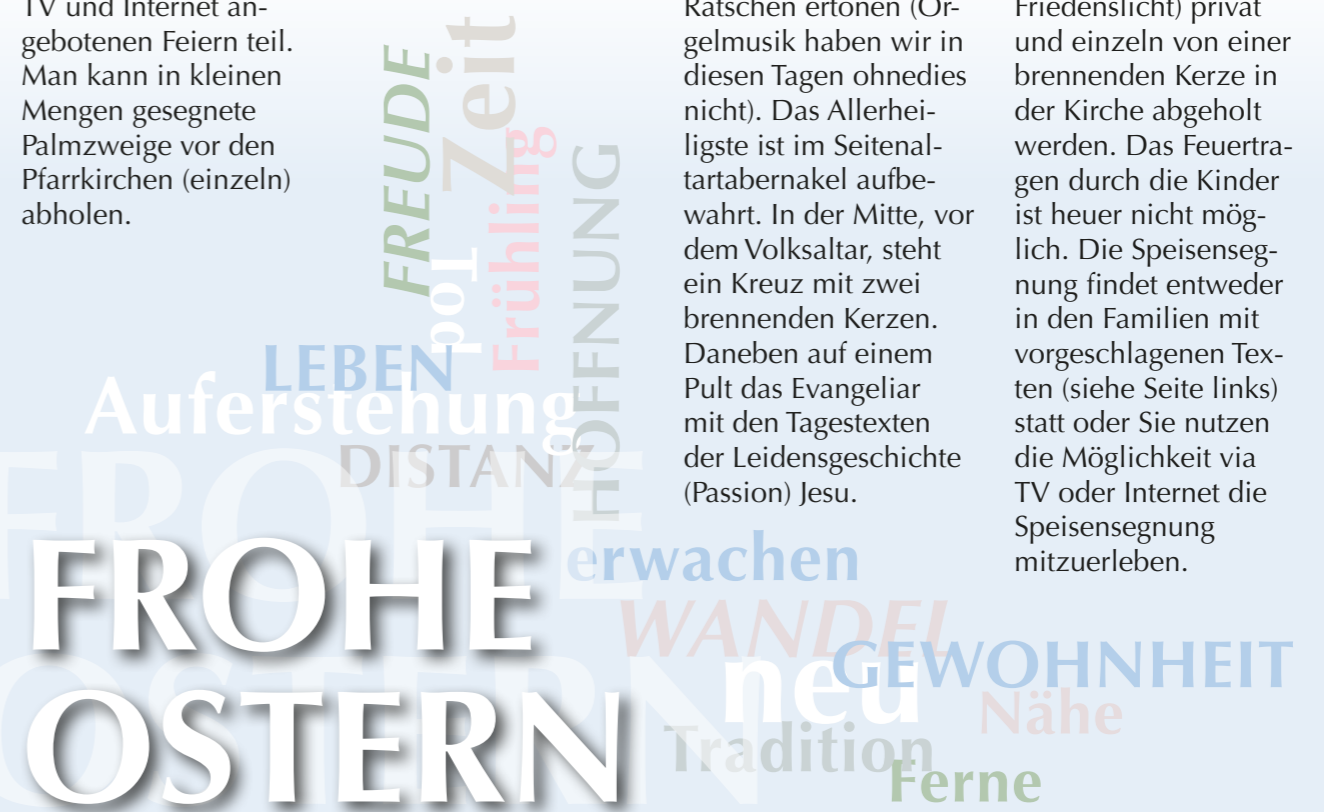 TV und Internet an-
gebotenen Feiern teil.
Man kann in kleinen
Mengen gesegnete
Palmzweige vor den
Pfarrkirchen (einzeln)
abholen.
Ratschen ertönen (Or-
gelmusik haben wir in
diesen Tagen ohnedies
nicht). Das Allerhei-
ligste ist im Seitenal-
tartabernakel aufbe-
wahrt. In der Mitte, vor
dem Volksaltar, steht
ein Kreuz mit zwei
brennenden Kerzen.
Daneben auf einem
Pult das Evangeliar
mit den Tagestexten
der Leidensgeschichte
(Passion) Jesu.
Friedenslicht) privat
und einzeln von einer
brennenden Kerze in
der Kirche abgeholt
werden. Das Feuertra-
gen durch die Kinder
ist heuer nicht mög-
lich. Die Speisenseg-
nung findet entweder
in den Familien mit
vorgeschlagenen Tex-
ten (siehe Seite links)
statt oder Sie nutzen
die Möglichkeit via
TV oder Internet die
Speisensegnung
mitzuerleben.
FREUDE
Zeit
Tod
Frühling
HOFFNUNG
LEBEN
Auferstehung
DISTANZ
FROHE
OSTERN
FROHE
OSTERN
erwachen
WANDEL
neu
GEWOHNHEIT
Nähe
Tradition
Ferne